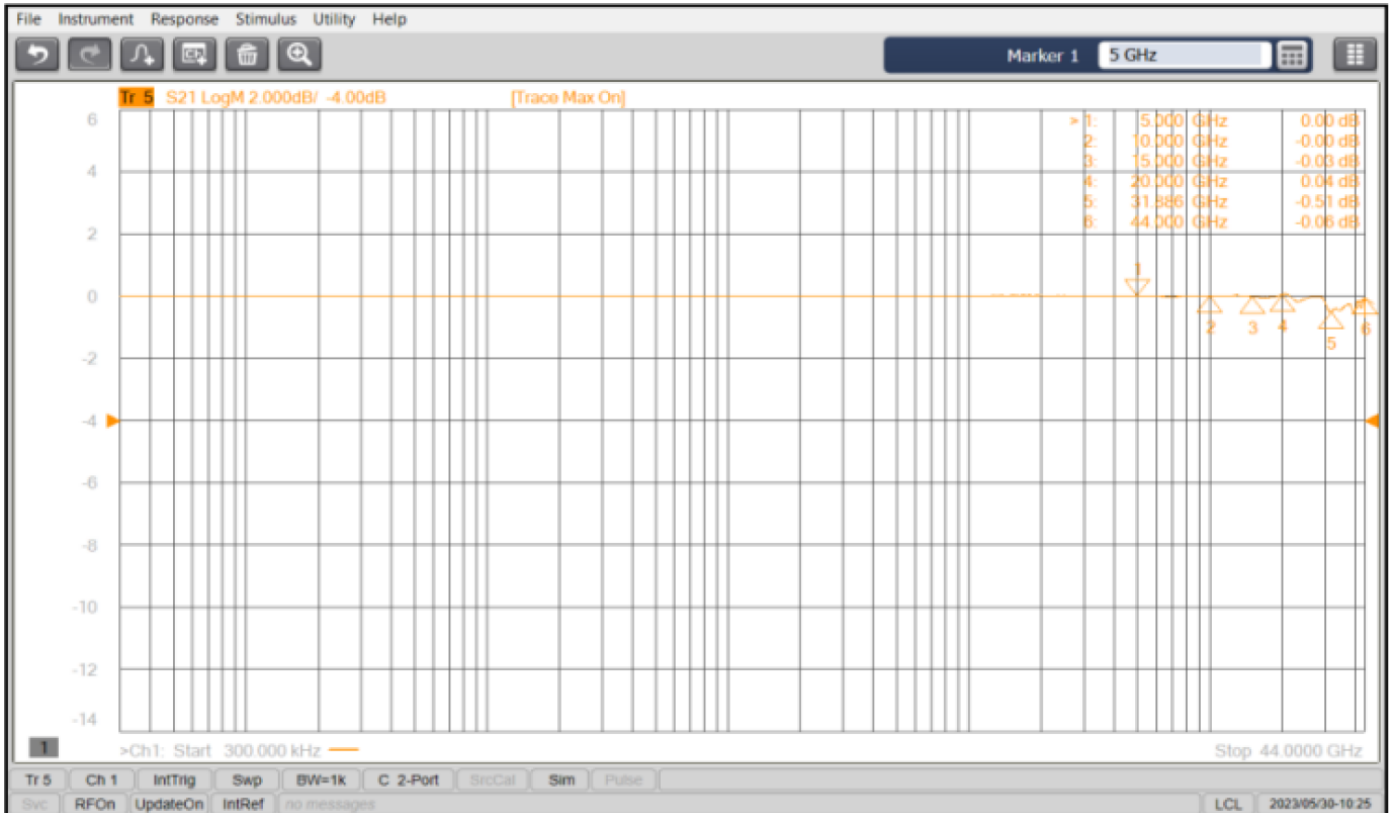 File Instrument Response Stimulus Utility Help
Marker 1 5 GHz
Tr 5 S21 LogM 2.000dB/ -4.00dB [Trace Max On]
> 1: 5.000 GHz 0.00 dB
2: 10.000 GHz -0.00 dB
3: 15.000 GHz -0.03 dB
4: 20.000 GHz 0.04 dB
5: 31.886 GHz -0.51 dB
6: 44.000 GHz -0.06 dB
6
4
2
0
-2
-4
-6
-8
-10
-12
-14
1
2
3
4
5
6
1 >Ch1: Start 300.000 kHz Stop 44.0000 GHz
Tr 5 Ch 1 IntTrig Swp BW=1k C 2-Port SrcCal Sim Pulse
Svc RFOn UpdateOn IntRef no messages LCL 2023/05/30-10:25